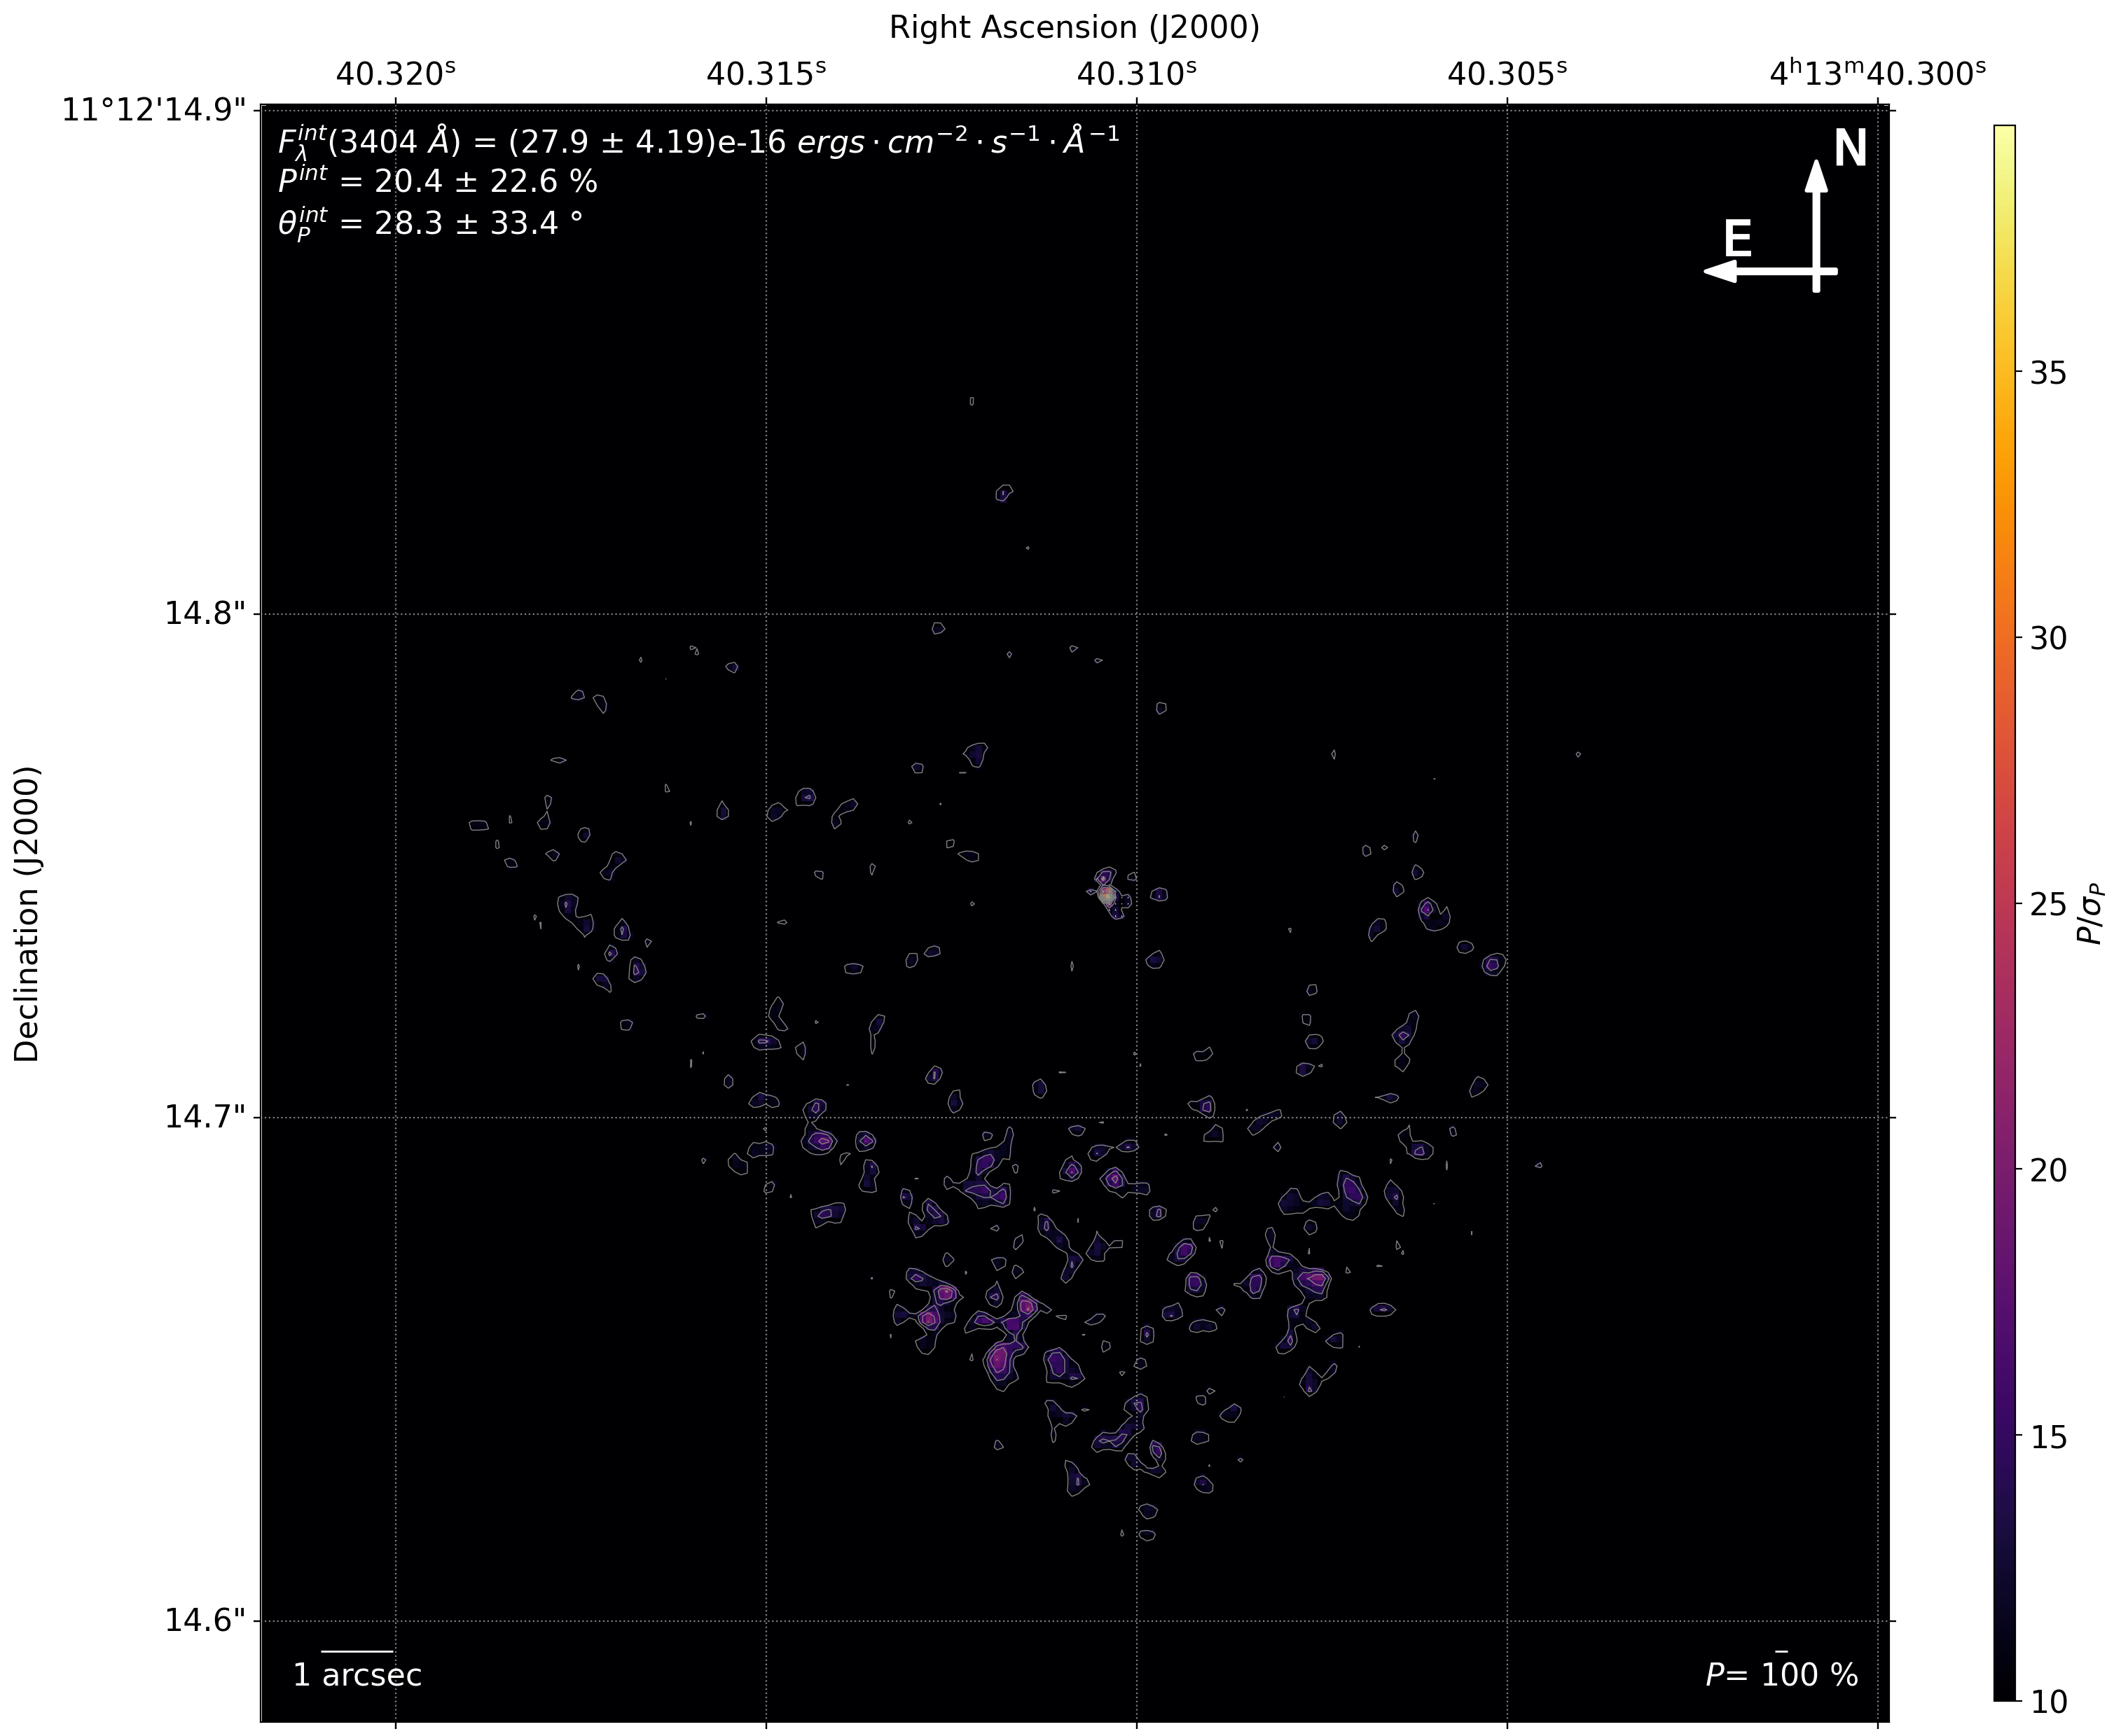 Right Ascension (J2000)
40.320ˢ 40.315ˢ 40.310ˢ 40.305ˢ 4ʰ13ᵐ40.300ˢ
11°12'14.9"
F_λ^int(3404 Å) = (27.9 ± 4.19)e-16 ergs · cm⁻² · s⁻¹ · Å⁻¹
P^int = 20.4 ± 22.6 %
θ_P^int = 28.3 ± 33.4 °
N
E
14.8"
14.7"
14.6"
Declination (J2000)
1 arcsec
P= 100 %
35
30
25
20
15
10
P/σ_P